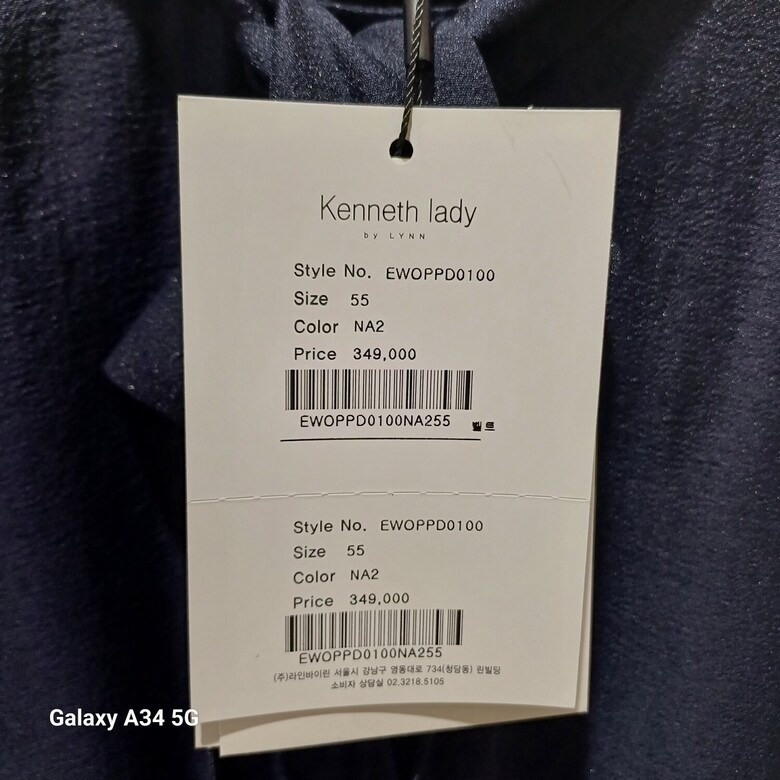 Kenneth lady
by LYNN
Style No. EWOPPD0100
Size 55
Color NA2
Price 349,000
EWOPPD0100NA255 벨트
Style No. EWOPPD0100
Size 55
Color NA2
Price 349,000
EWOPPD0100NA255
(주)라인바이린 서울시 강남구 영동대로 734(청담동) 린빌딩
소비자 상담실 02.3218.5105
Galaxy A34 5G